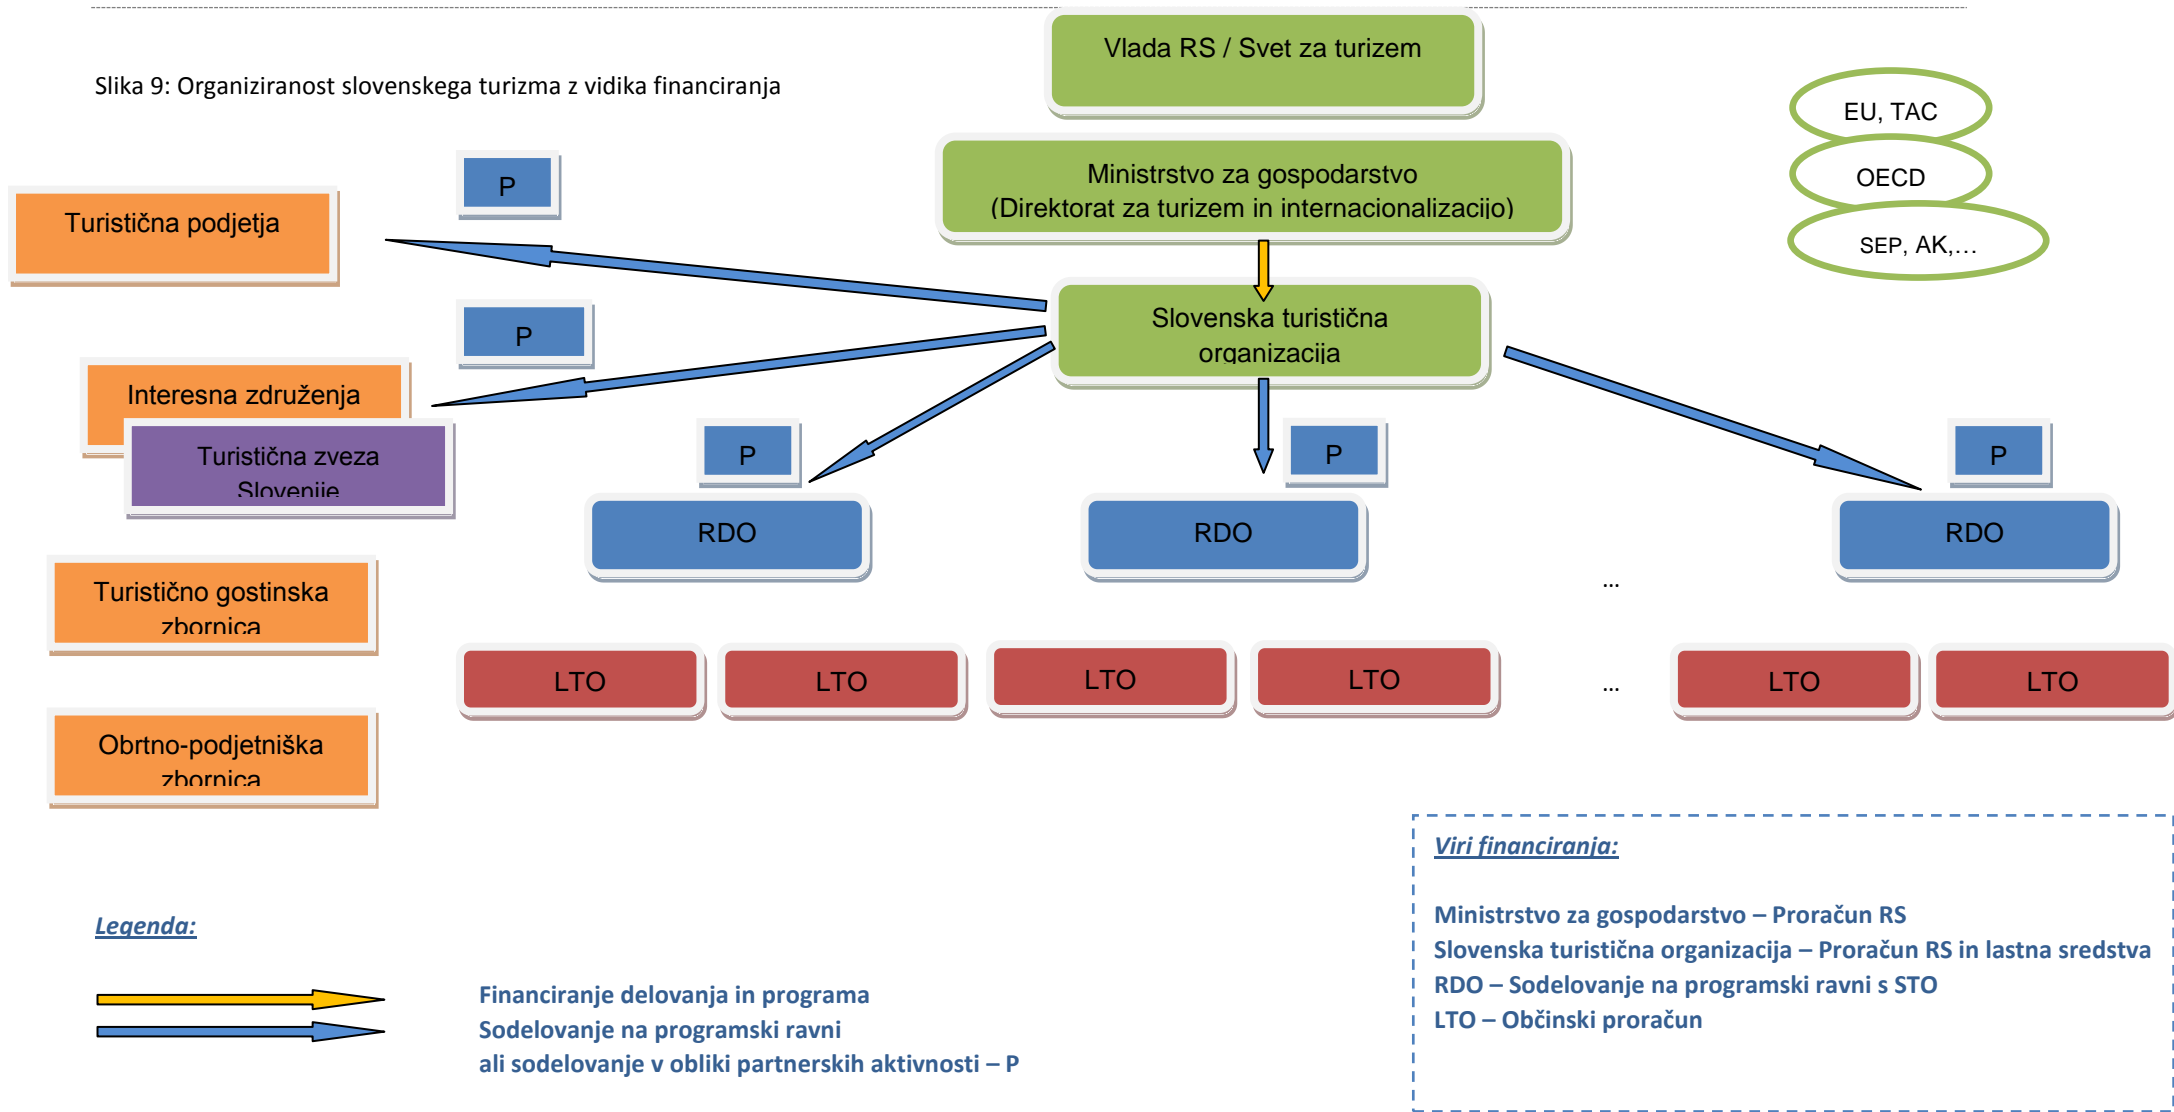 Vlada RS / Svet za turizem
Slika 9: Organiziranost slovenskega turizma z vidika financiranja
EU, TAC
OECD
SEP, AK,...
Ministrstvo za gospodarstvo
(Direktorat za turizem in internacionalizacijo)
P
Turistična podjetja
P
Slovenska turistična
organizacija
Interesna združenja
Turistična zveza
Slovenije
P
P
P
RDO
RDO
RDO
...
Turistično gostinska
zbornica
LTO
LTO
LTO
LTO
...
LTO
LTO
Obrtno-podjetniška
zbornica
Legenda:
Financiranje delovanja in programa
Sodelovanje na programski ravni
ali sodelovanje v obliki partnerskih aktivnosti – P
Viri financiranja:
Ministrstvo za gospodarstvo – Proračun RS
Slovenska turistična organizacija – Proračun RS in lastna sredstva
RDO – Sodelovanje na programski ravni s STO
LTO – Občinski proračun